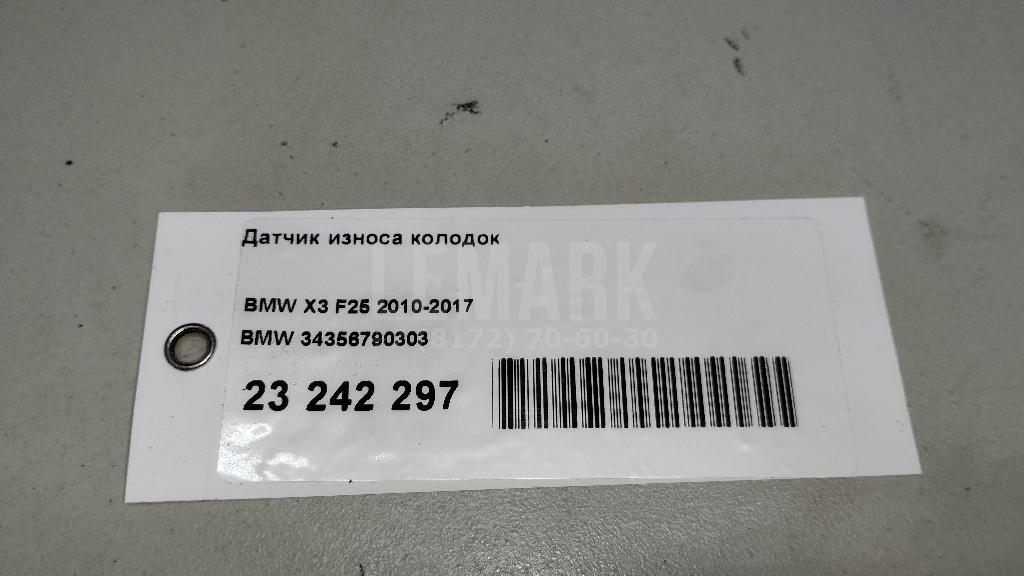 Датчик износа колодок
LEMARK
BMW X3 F25 2010-2017
BMW 34356790303
(8172) 70-60-30
23 242 297